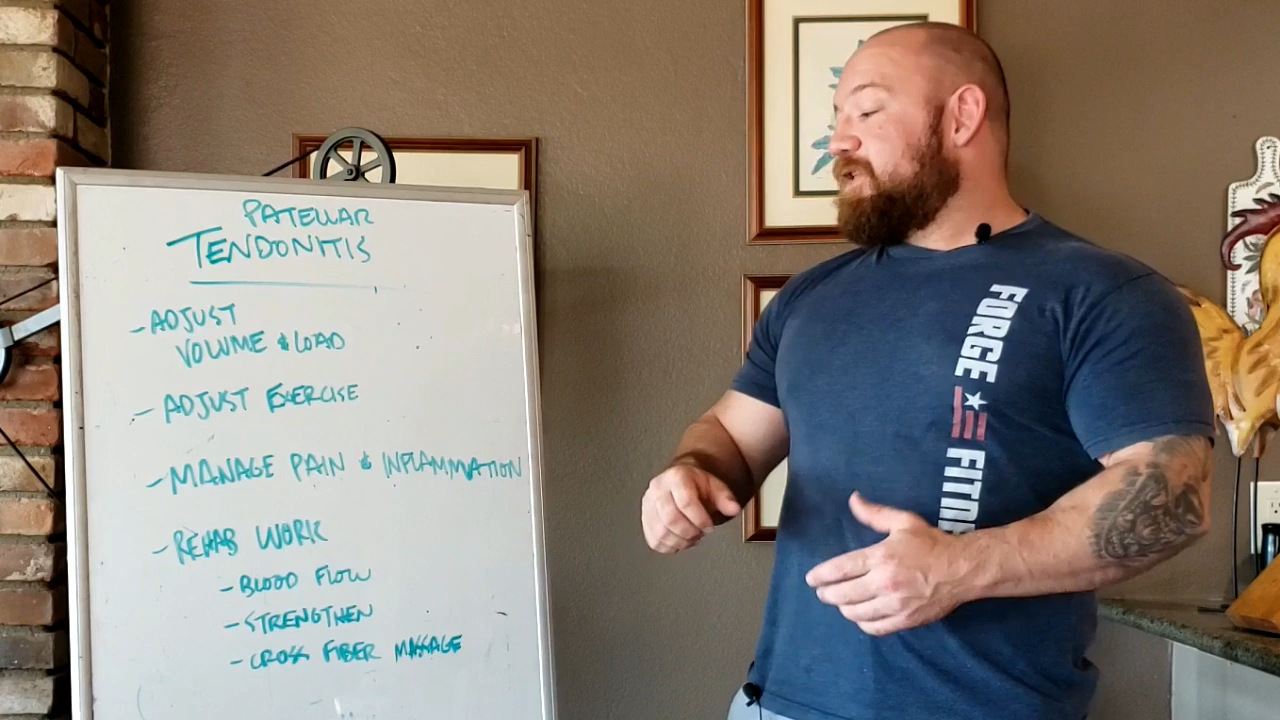 PATELLAR
TENDONITIS
- ADJUST
VOLUME & LOAD
- ADJUST EXERCISE
- MANAGE PAIN & INFLAMMATION
- REHAB WORK
- BLOOD FLOW
- STRENGTHEN
- CROSS FIBER MASSAGE
FORGE FITNE